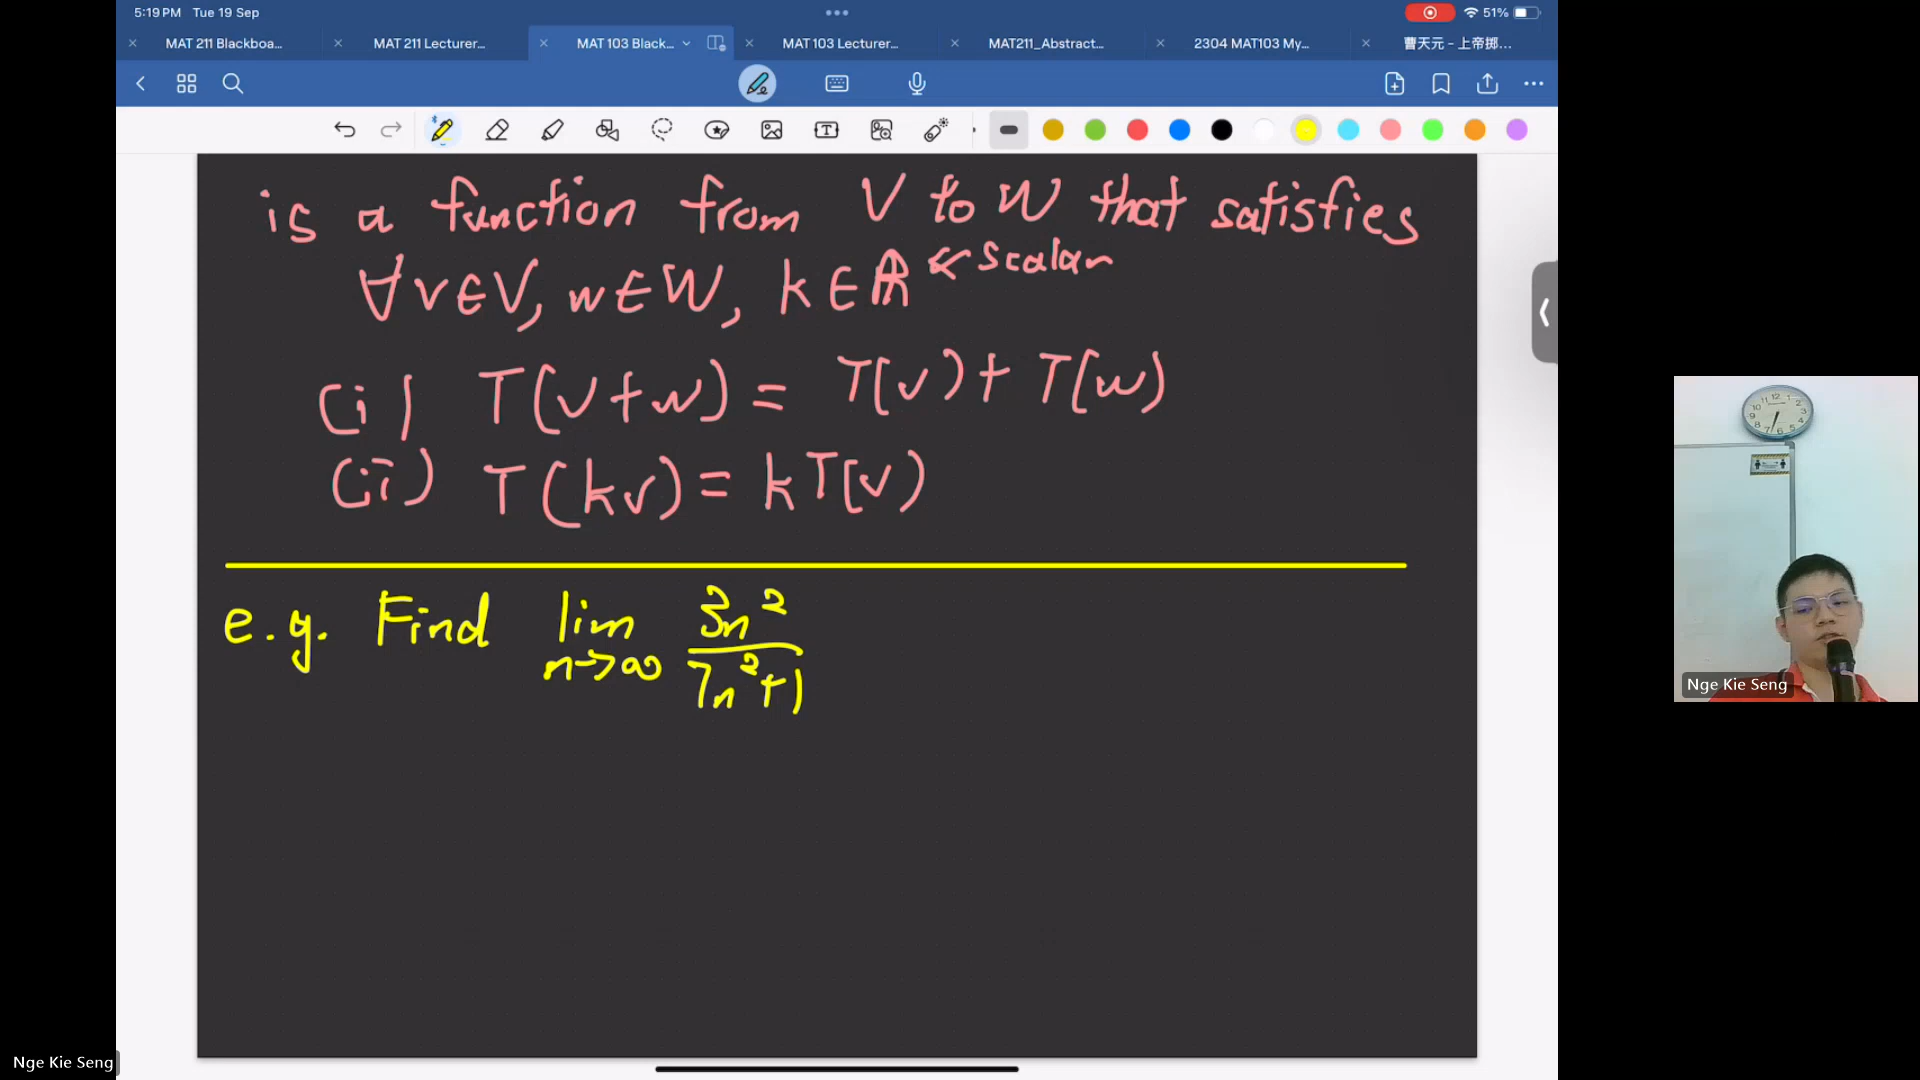 5:19 PM Tue 19 Sep
51%
MAT 211 Blackboa...
MAT 211 Lecturer...
MAT 103 Black...
MAT 103 Lecturer...
MAT211_Abstract...
2304 MAT103 My...
曹天元 - 上帝掷...
is a function from V to W that satisfies
∀v∈V, w∈W, k∈ℝ ← scalar
(i) T(v+w) = T(v) + T(w)
(ii) T(kv) = kT(v)
e.g. Find lim n→∞ 3n²/7n²+1
Nge Kie Seng
Nge Kie Seng